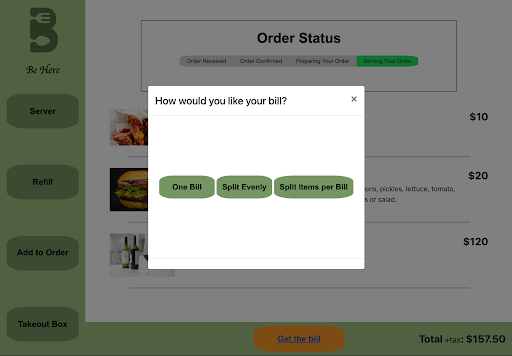 Be Here
Server
Refill
Add to Order
Takeout Box
Order Status
Order Received
Order Confirmed
Preparing Your Order
Serving Your Order
How would you like your bill?
×
One Bill
Split Evenly
Split Items per Bill
$10
$20
ons, pickles, lettuce, tomato,
s or salad.
$120
Get the bill
Total +tax: $157.50